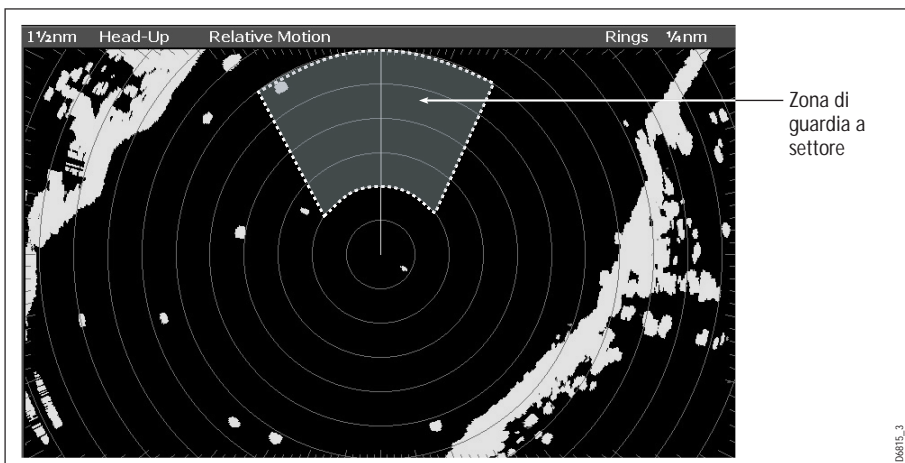 1½nm Head-Up Relative Motion Rings ¼nm
Zona di
guardia a
settore
D6815_3